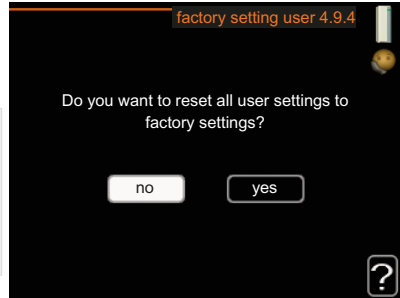 factory setting user 4.9.4
Do you want to reset all user settings to
factory settings?
no
yes
?